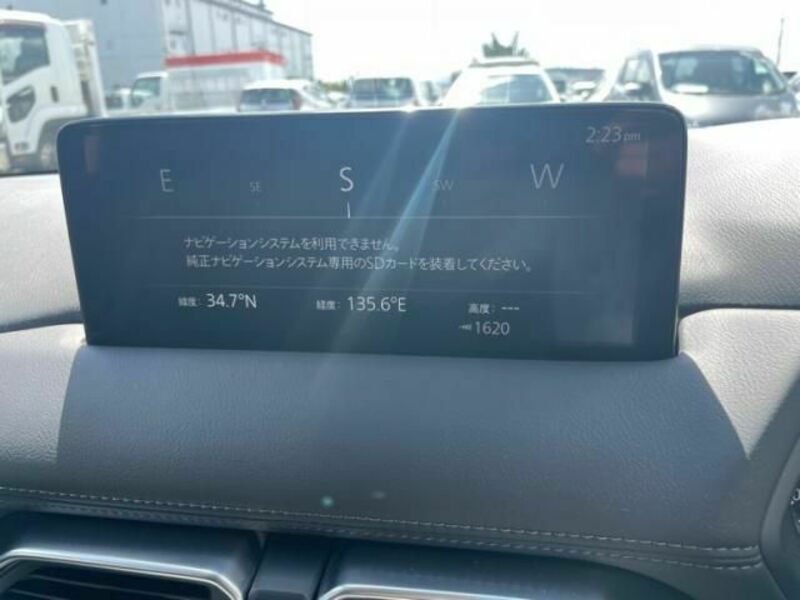 2:23pm
E SE S SW W
ナビゲーションシステムを利用できません。
純正ナビゲーションシステム専用のSDカードを装着してください。
緯度: 34.7°N 経度: 135.6°E 高度: ---
1620